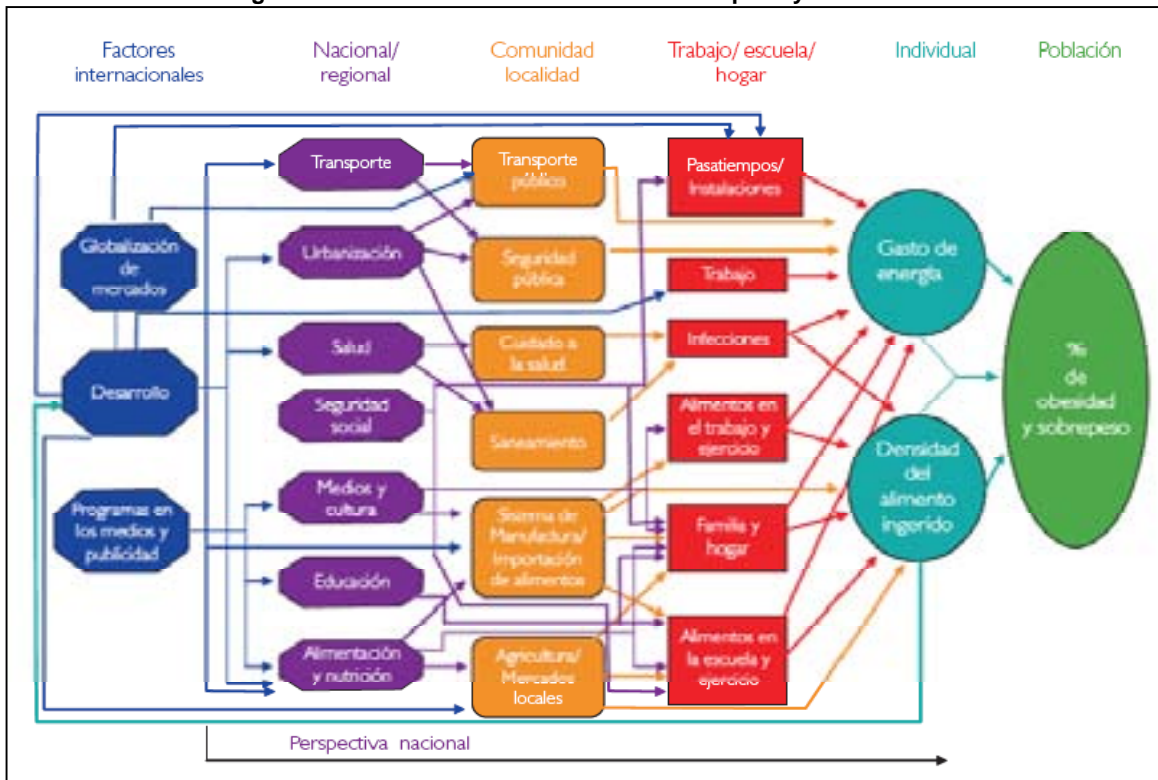 Factores
internacionales
Nacional/
regional
Comunidad
localidad
Trabajo/ escuela/
hogar
Individual
Población
Globalización
de
mercados
Desarrollo
Programas en
los medios y
publicidad
Transporte
Urbanización
Salud
Seguridad
social
Medios y
cultura
Educación
Alimentación
y nutrición
Transporte
público
Seguridad
pública
Cuidado a
la salud
Saneamiento
Sistema de
Manufactura/
Importación
de alimentos
Agricultura/
Mercados
locales
Pasatiempos/
Instalaciones
Trabajo
Infecciones
Alimentos en
el trabajo y
ejercicio
Familia y
hogar
Alimentos en
la escuela y
ejercicio
Gasto de
energía
Densidad
del
alimento
ingerido
%
de
obesidad
y sobrepeso
Perspectiva nacional